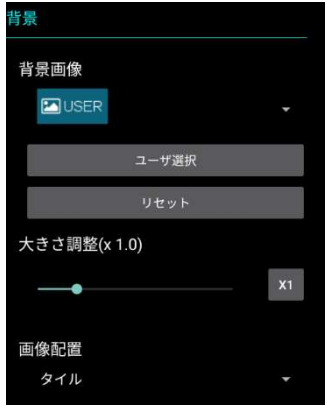 背景
背景画像
USER
ユーザ選択
リセット
大きさ調整(x 1.0)
X1
画像配置
タイル